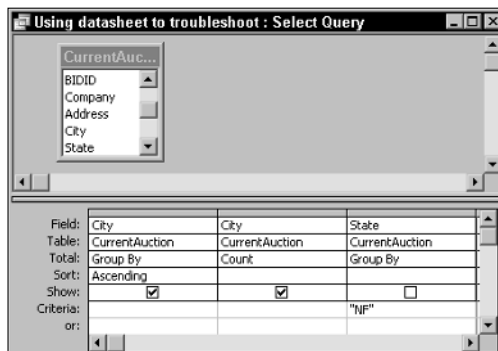 Using datasheet to troubleshoot : Select Query
CurrentAuc...
BIDID
Company
Address
City
State
Field: City City State
Table: CurrentAuction CurrentAuction CurrentAuction
Total: Group By Count Group By
Sort: Ascending
Show:
Criteria: "NF"
or: